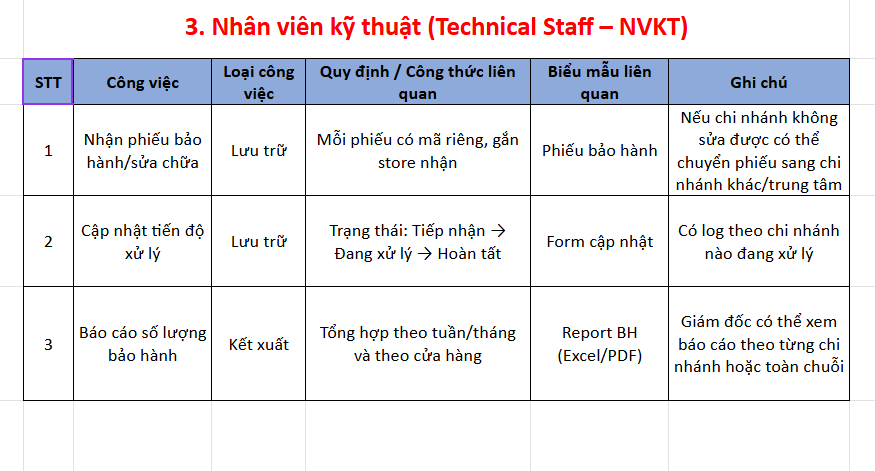 3. Nhân viên kỹ thuật (Technical Staff – NVKT)
STT
Công việc
Loại công
việc
Quy định / Công thức liên
quan
Biểu mẫu liên
quan
Ghi chú
1
Nhận phiếu bảo
hành/sửa chữa
Lưu trữ
Mỗi phiếu có mã riêng, gắn
store nhận
Phiếu bảo hành
Nếu chi nhánh không
sửa được có thể
chuyển phiếu sang chi
nhánh khác/trung tâm
2
Cập nhật tiến độ
xử lý
Lưu trữ
Trạng thái: Tiếp nhận →
Đang xử lý → Hoàn tất
Form cập nhật
Có log theo chi nhánh
nào đang xử lý
3
Báo cáo số lượng
bảo hành
Kết xuất
Tổng hợp theo tuần/tháng
và theo cửa hàng
Report BH
(Excel/PDF)
Giám đốc có thể xem
báo cáo theo từng chi
nhánh hoặc toàn chuỗi